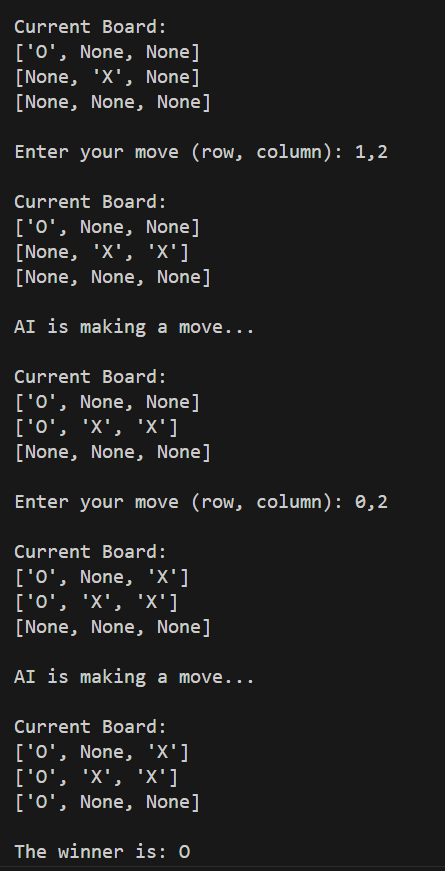 Current Board:
['O', None, None]
[None, 'X', None]
[None, None, None]
Enter your move (row, column): 1,2
Current Board:
['O', None, None]
[None, 'X', 'X']
[None, None, None]
AI is making a move...
Current Board:
['O', None, None]
['O', 'X', 'X']
[None, None, None]
Enter your move (row, column): 0,2
Current Board:
['O', None, 'X']
['O', 'X', 'X']
[None, None, None]
AI is making a move...
Current Board:
['O', None, 'X']
['O', 'X', 'X']
['O', None, None]
The winner is: O